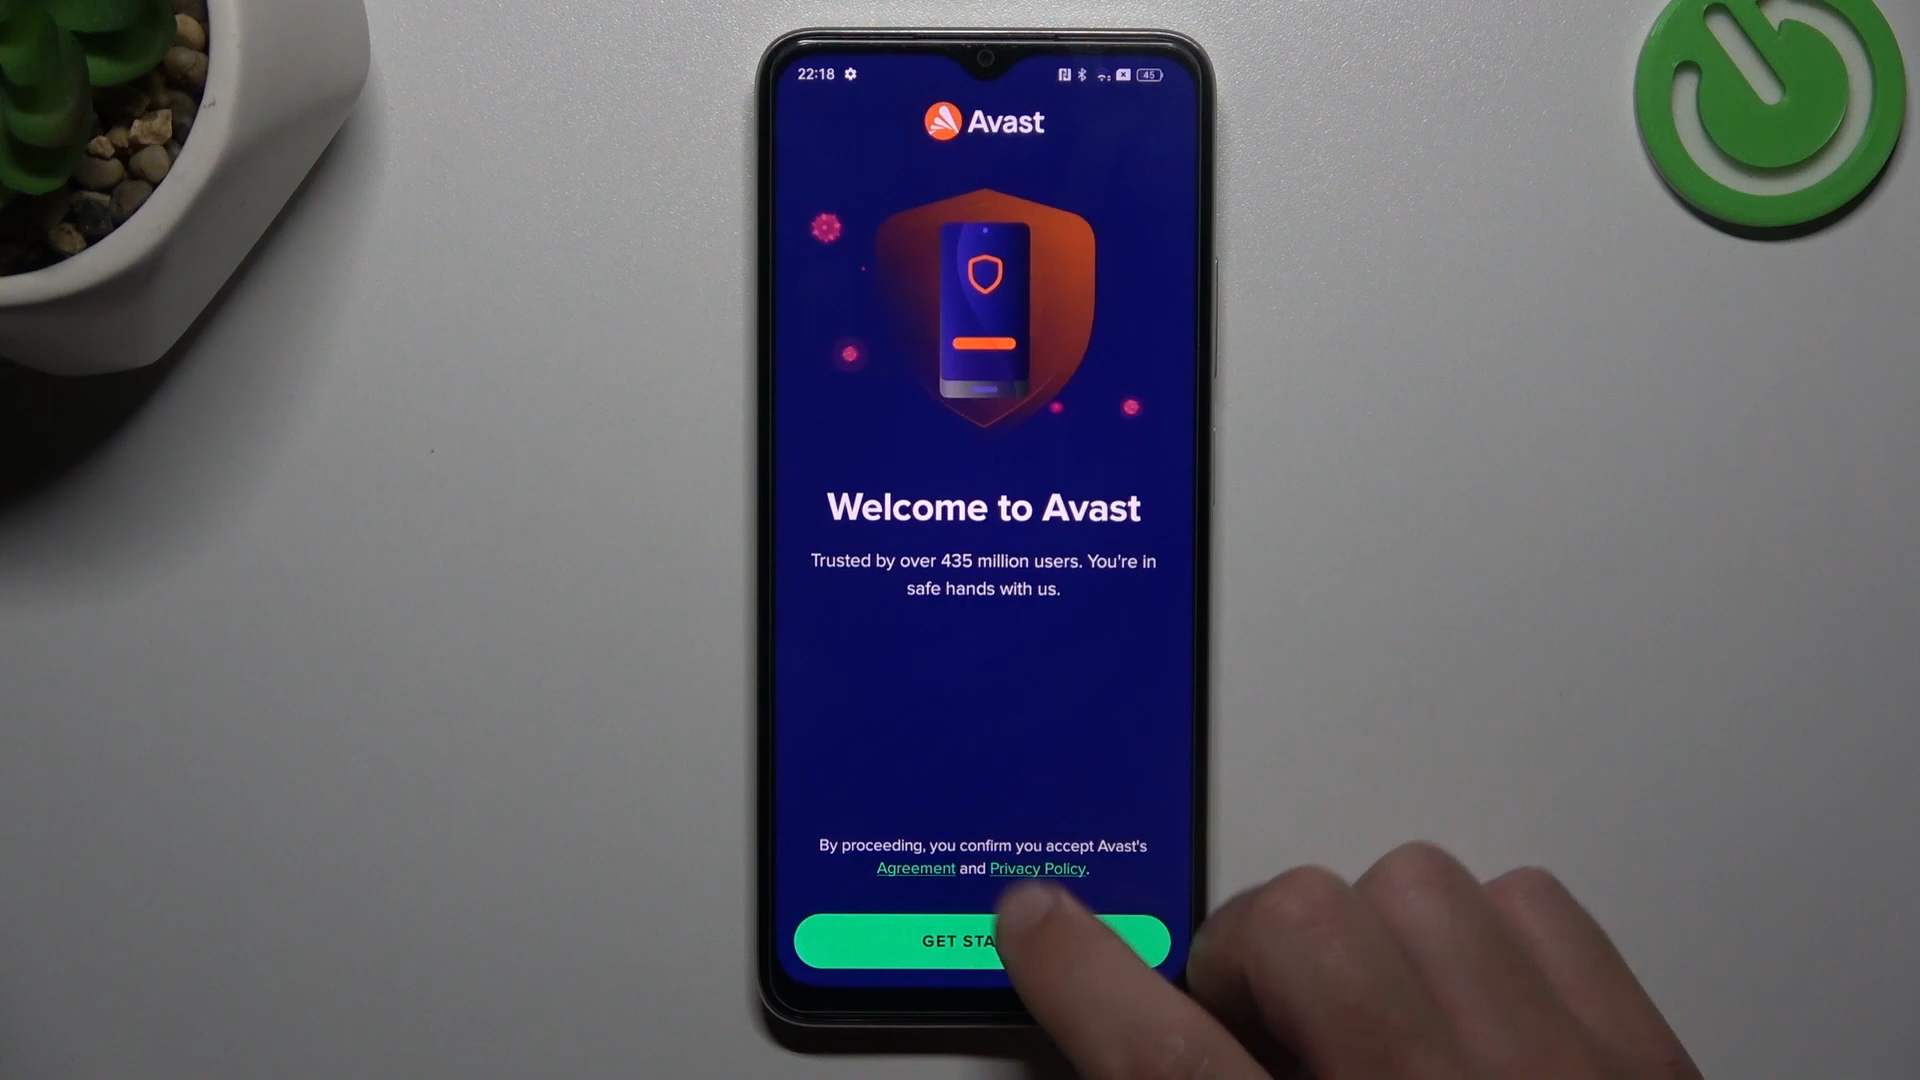 22:18 45
Avast
Welcome to Avast
Trusted by over 435 million users. You're in
safe hands with us.
By proceeding, you confirm you accept Avast's
Agreement and Privacy Policy.
GET STA